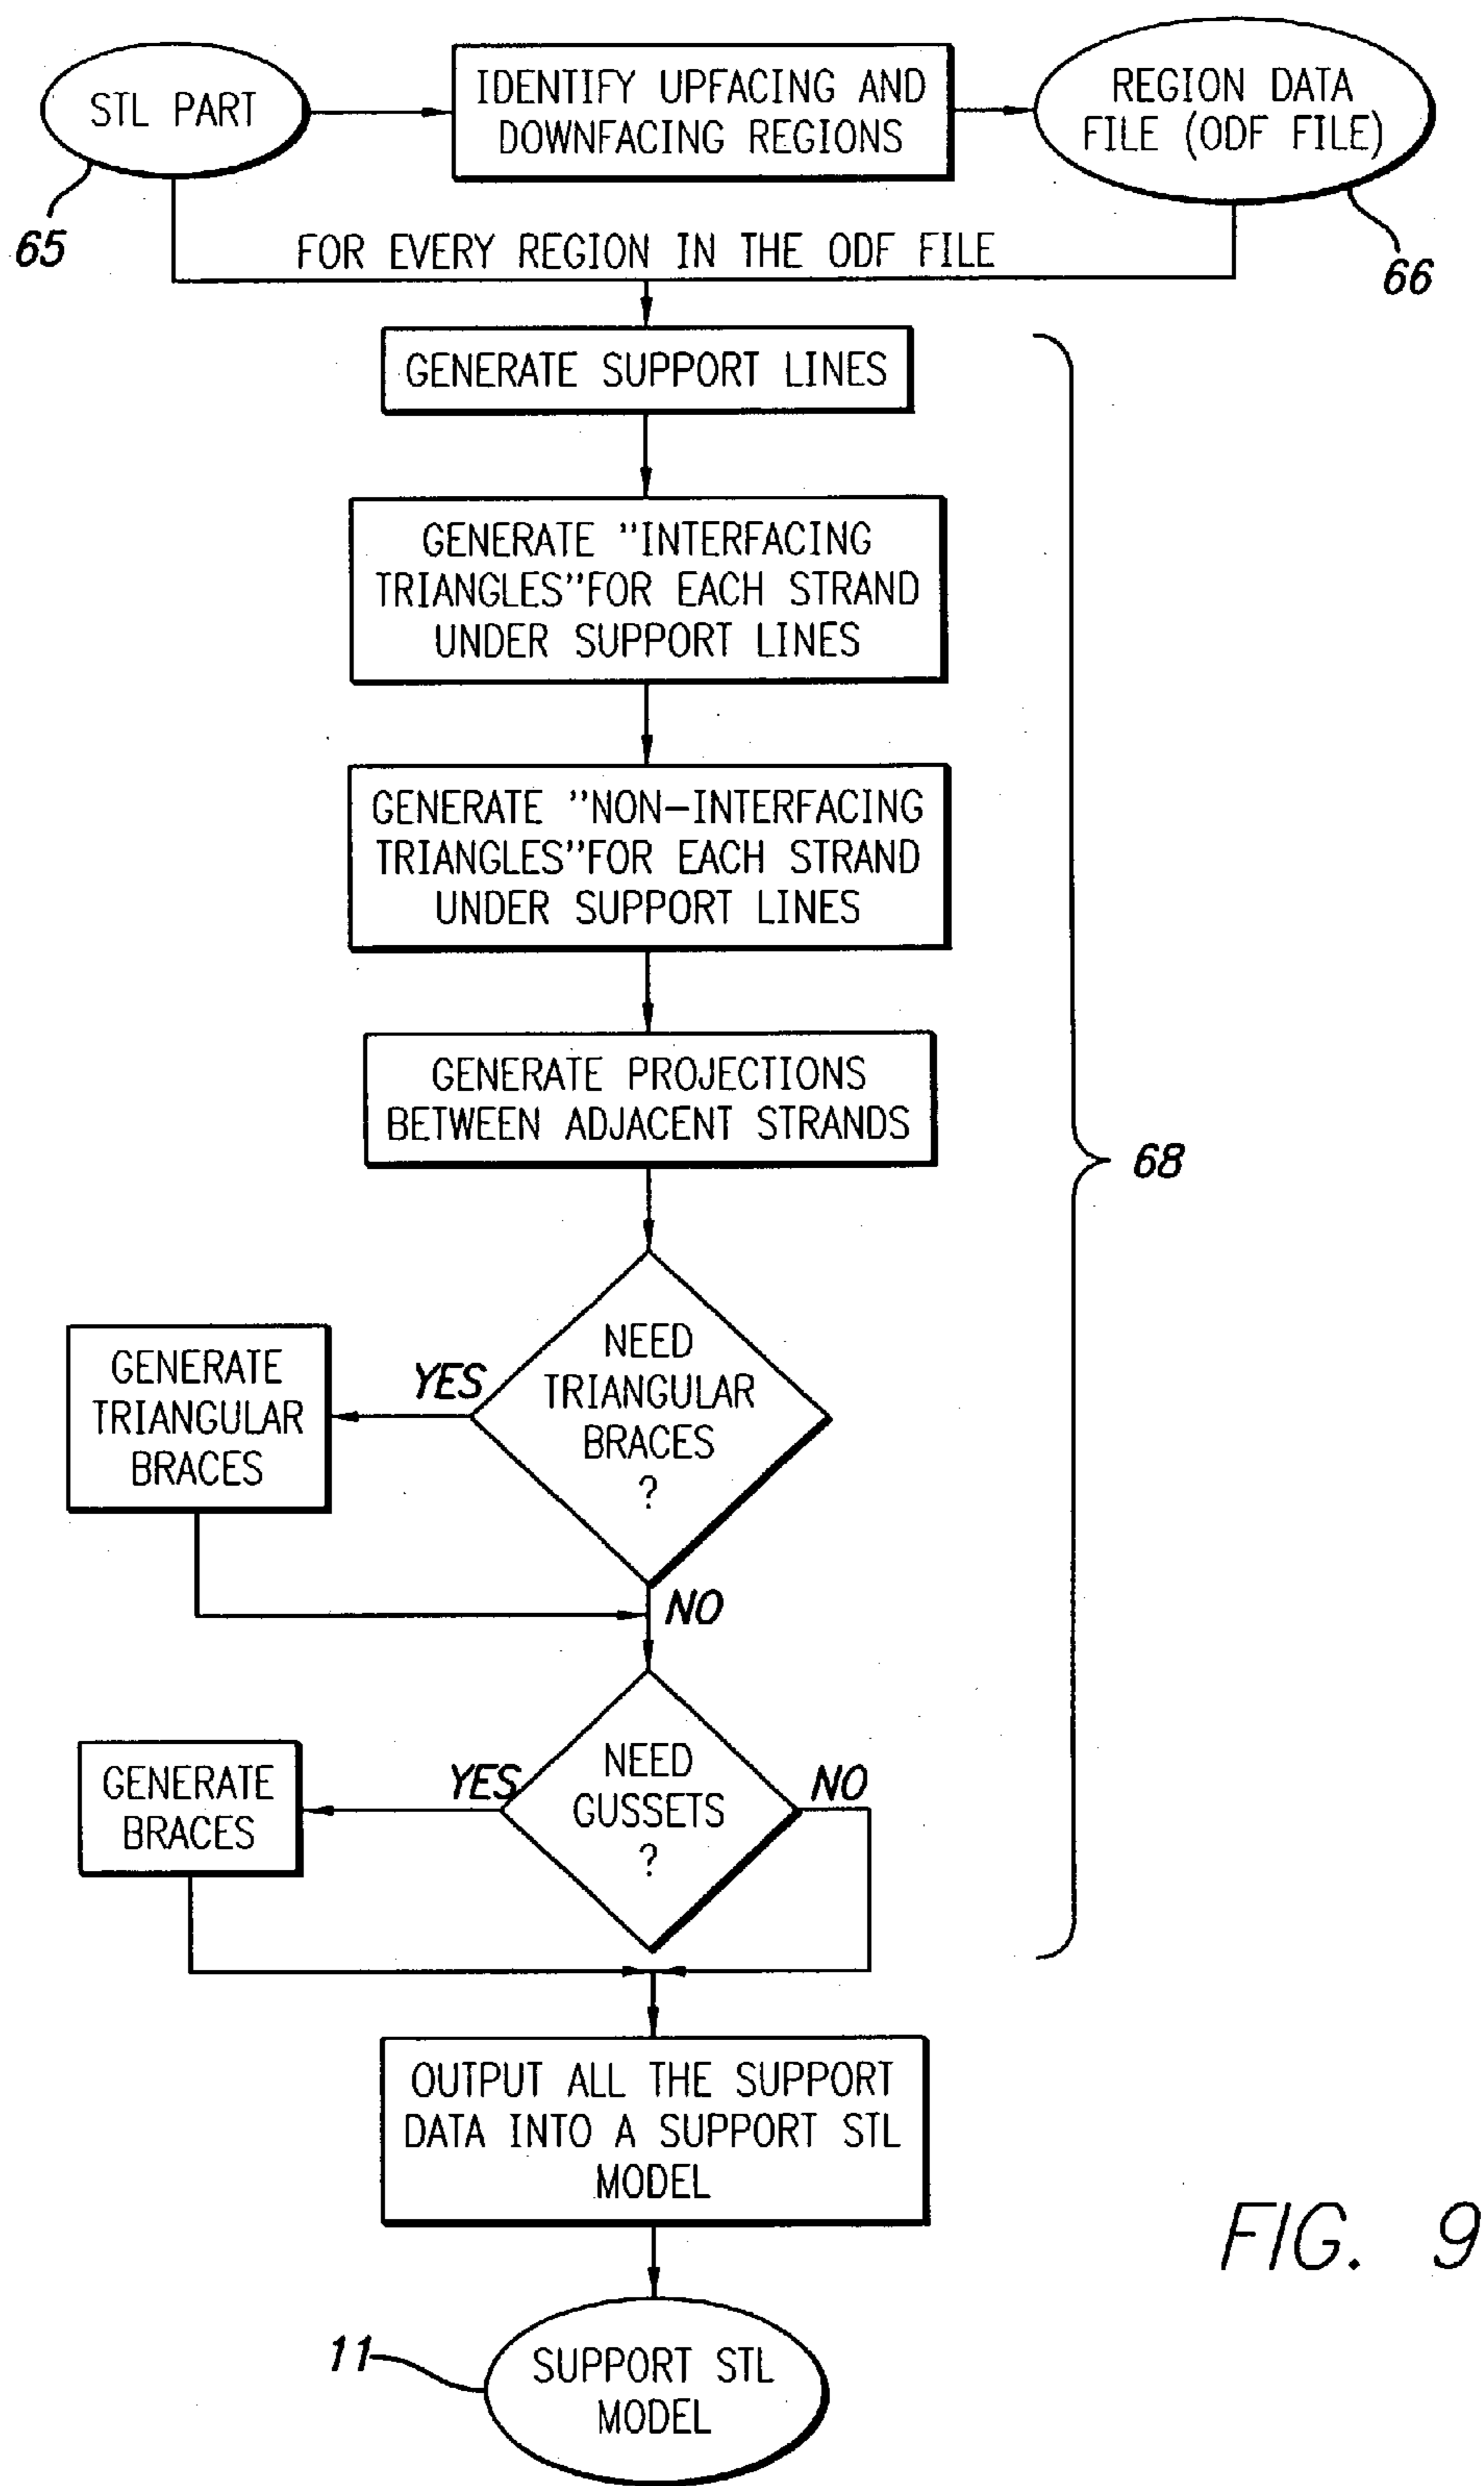 STL PART
IDENTIFY UPFACING AND
DOWNFACING REGIONS
REGION DATA
FILE (ODF FILE)
65
66
FOR EVERY REGION IN THE ODF FILE
GENERATE SUPPORT LINES
GENERATE "INTERFACING
TRIANGLES"FOR EACH STRAND
UNDER SUPPORT LINES
GENERATE "NON-INTERFACING
TRIANGLES"FOR EACH STRAND
UNDER SUPPORT LINES
GENERATE PROJECTIONS
BETWEEN ADJACENT STRANDS
68
NEED
TRIANGULAR
BRACES
?
YES
GENERATE
TRIANGULAR
BRACES
NO
NEED
GUSSETS
?
YES
NO
GENERATE
BRACES
OUTPUT ALL THE SUPPORT
DATA INTO A SUPPORT STL
MODEL
11
SUPPORT STL
MODEL
FIG. 9